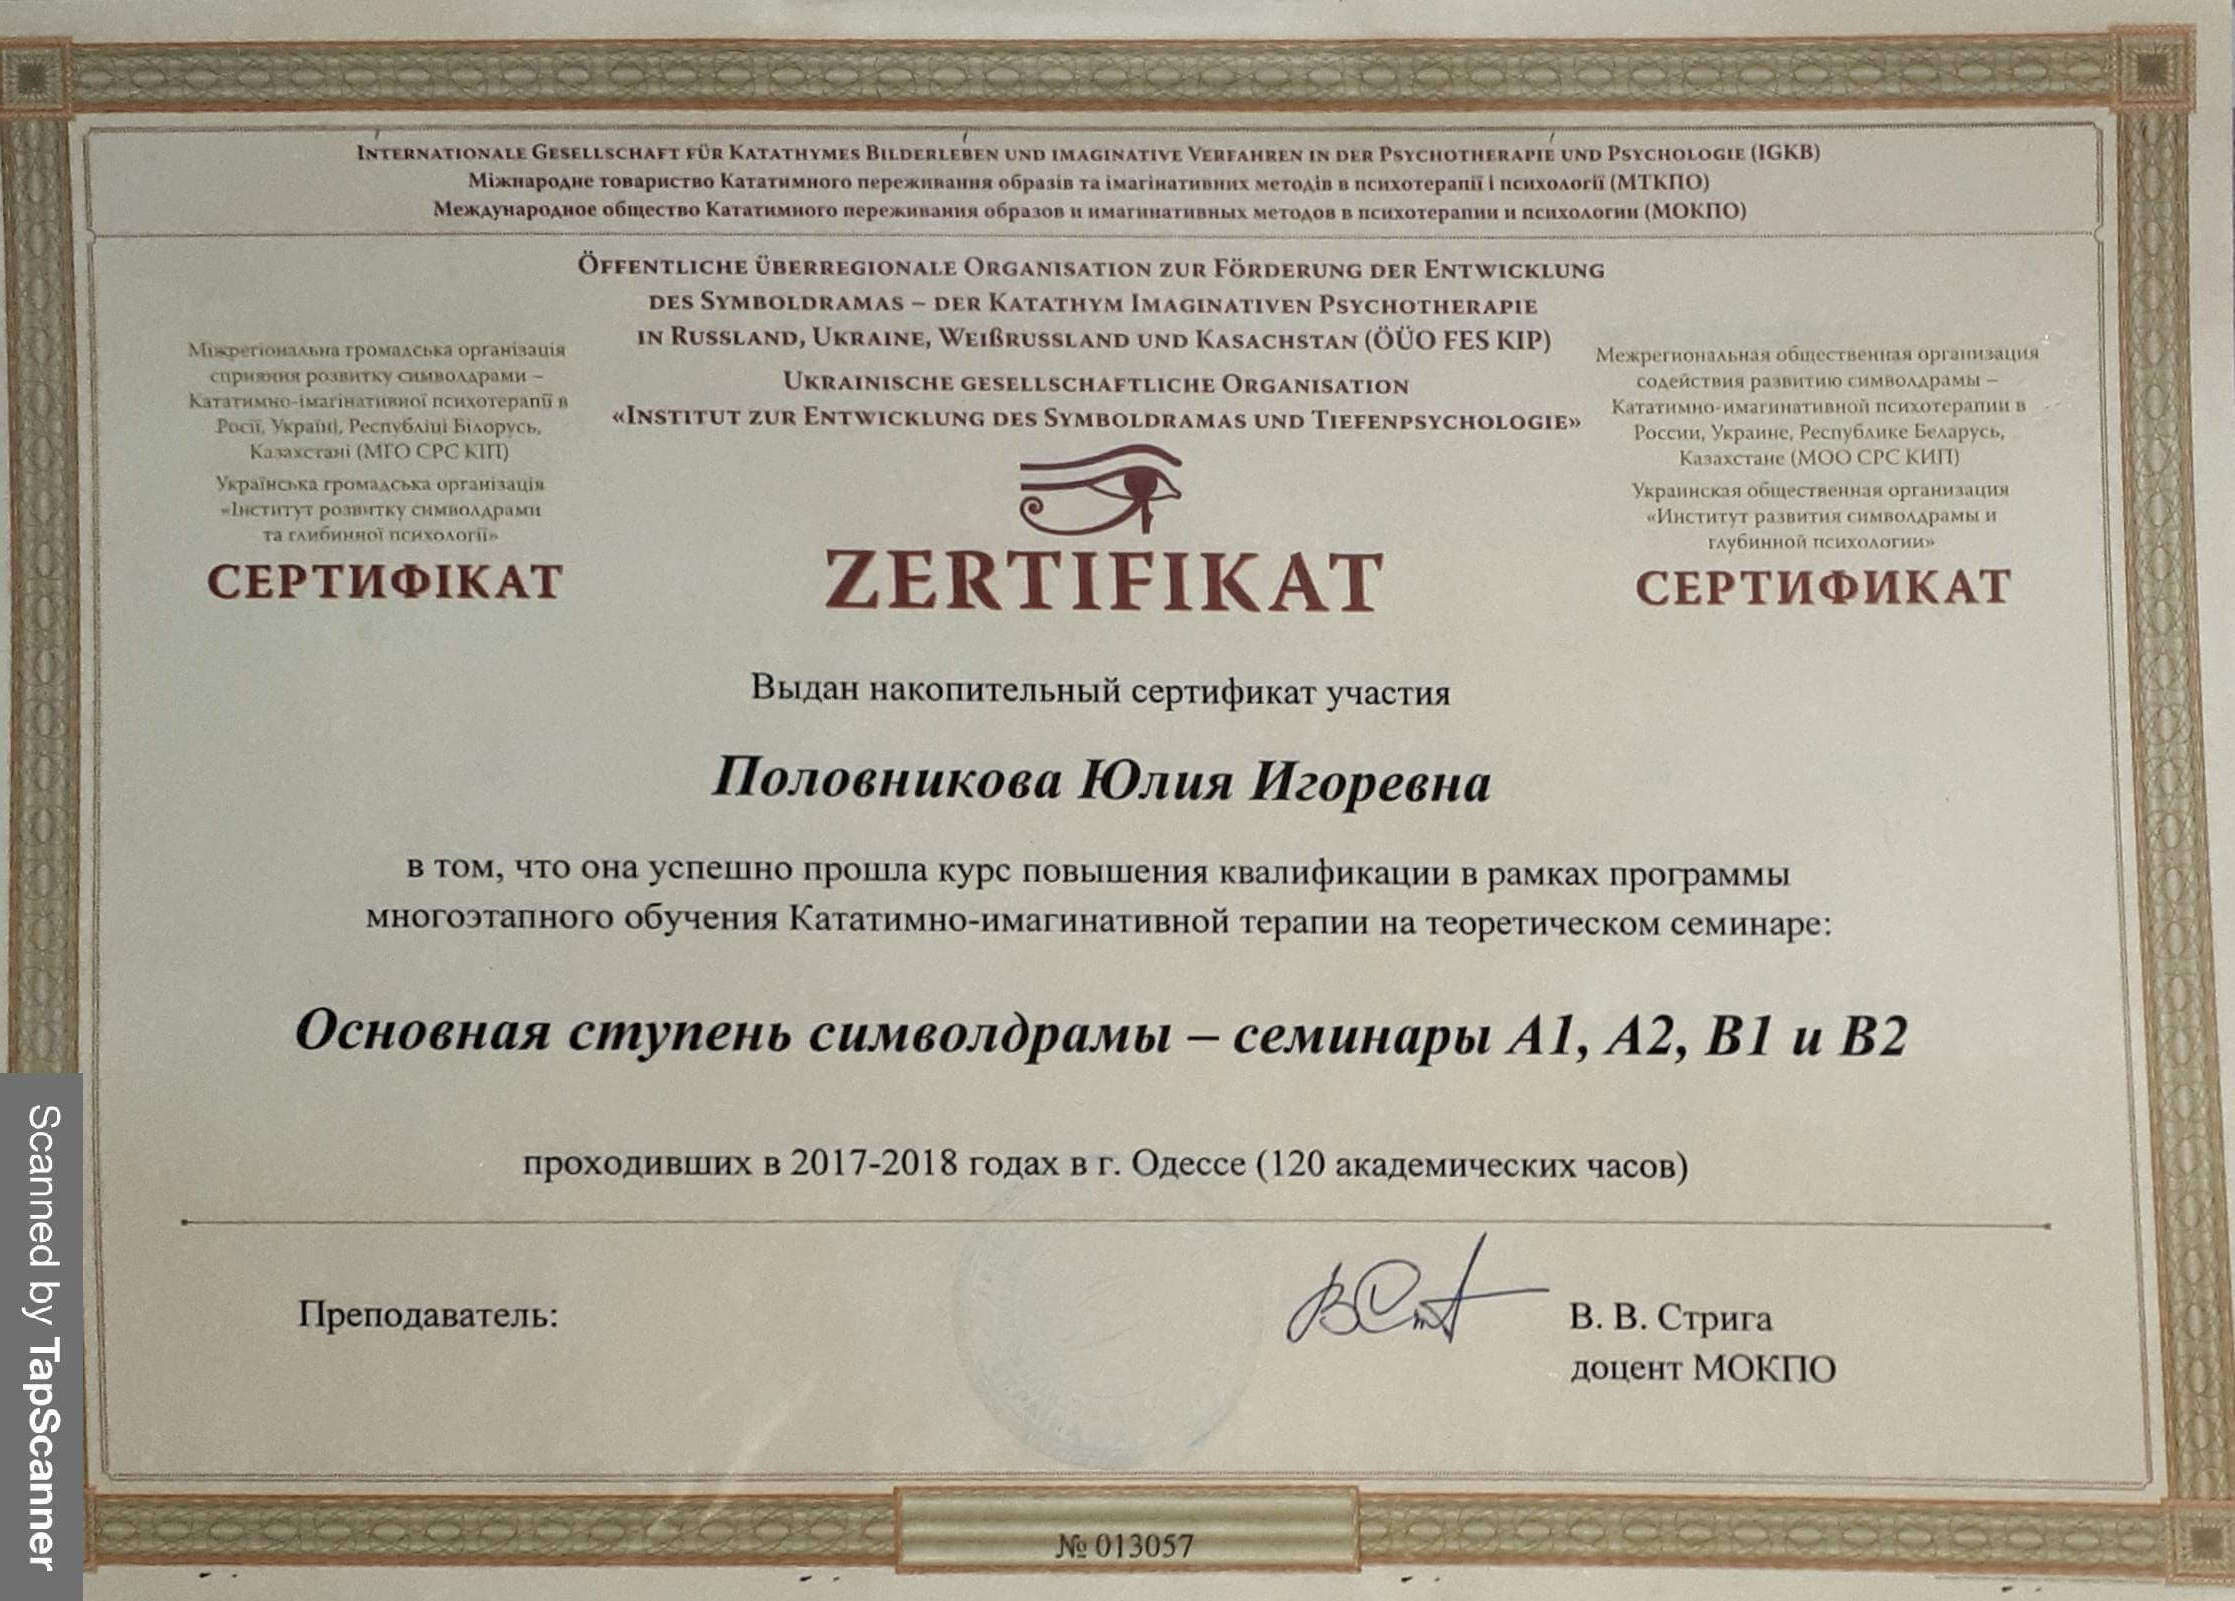 Internationale Gesellschaft für Katathymes Bilderleben und imaginative Verfahren in der Psychotherapie und Psychologie (IGKB)
Міжнародне товариство Кататимного переживання образів та імагінативних методів в психотерапії і психології (МТКПО)
Международное общество Кататимного переживания образов и имагинативных методов в психотерапии и психологии (МОКПО)
Öffentliche überregionale Organisation zur Förderung der Entwicklung
des Symboldramas – der Katathym Imaginativen Psychotherapie
in Russland, Ukraine, Weißrussland und Kasachstan (ÖÜO FES KIP)
Ukrainische gesellschaftliche Organisation
«Institut zur Entwicklung des Symboldramas und Tiefenpsychologie»
Міжрегіональна громадська організація
сприяння розвитку символдрами –
Кататимно-імагінативної психотерапії в
Росії, Україні, Республіці Білорусь,
Казахстані (МГО СРС КІП)
Українська громадська організація
«Інститут розвитку символдрами
та глибинної психології»
СЕРТИФІКАТ
ZERTIFIKAT
Межрегиональная общественная организация
содействия развитию символдрамы –
Кататимно-имагинативной психотерапии в
России, Украине, Республике Беларусь,
Казахстане (МОО СРС КИП)
Украинская общественная организация
«Институт развития символдрамы и
глубинной психологии»
СЕРТИФИКАТ
Выдан накопительный сертификат участия
Половникова Юлия Игоревна
в том, что она успешно прошла курс повышения квалификации в рамках программы
многоэтапного обучения Кататимно-имагинативной терапии на теоретическом семинаре:
Основная ступень символдрамы – семинары А1, А2, В1 и В2
проходивших в 2017-2018 годах в г. Одессе (120 академических часов)
Преподаватель:
В. В. Стрига
доцент МОКПО
№ 013057
Scanned by TapScanner